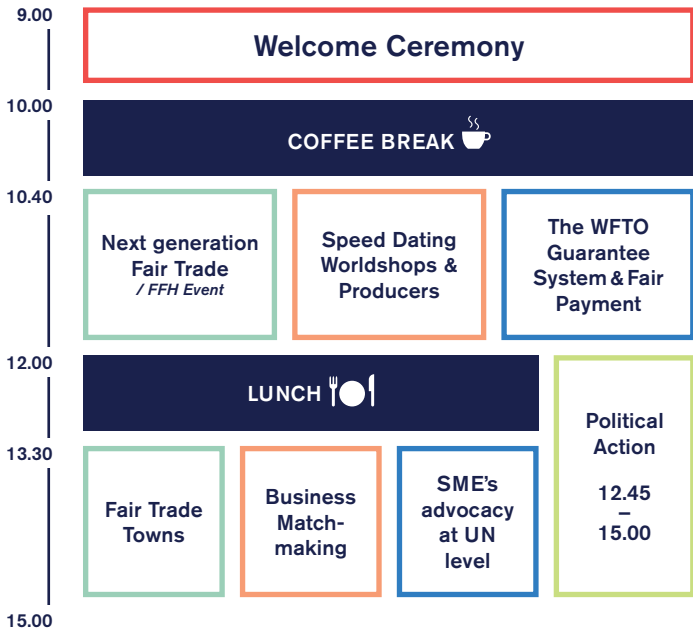 9.00
Welcome Ceremony
10.00
COFFEE BREAK
10.40
Next generation
Fair Trade
/ FFH Event
Speed Dating
Worldshops &
Producers
The WFTO
Guarantee
System & Fair
Payment
12.00
LUNCH
Political
Action
12.45
–
15.00
13.30
Fair Trade
Towns
Business
Match-
making
SME's
advocacy
at UN
level
15.00